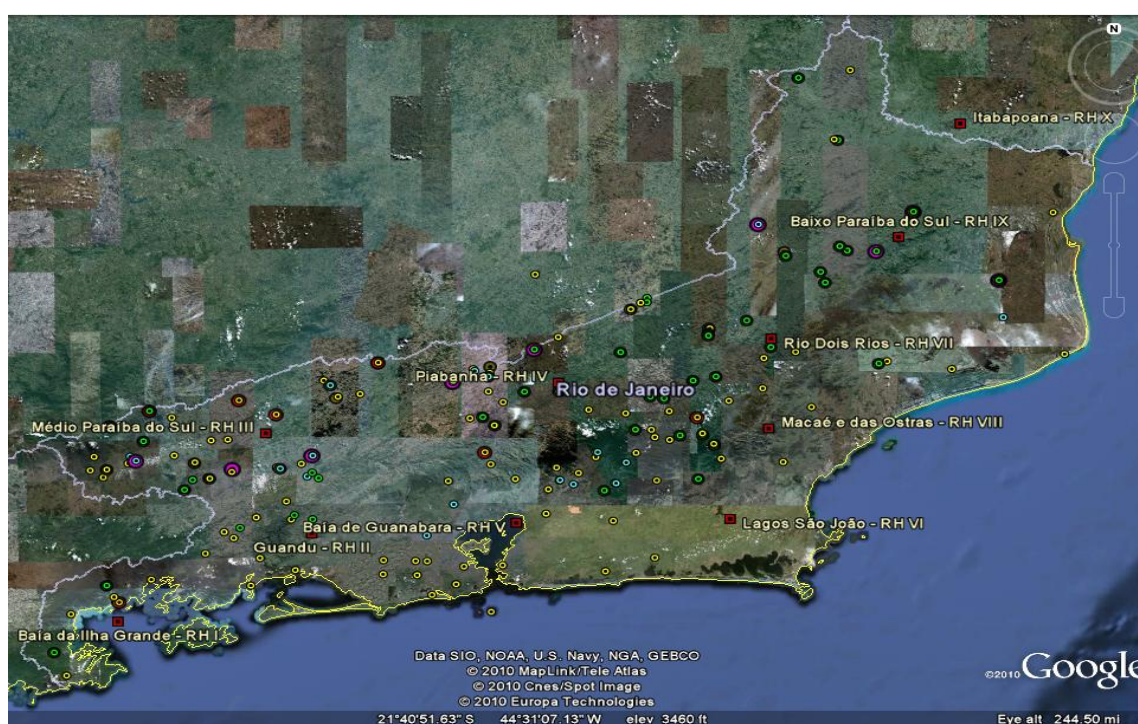 N
Itabapoana - RH X
Baixo Paraíba do Sul - RH IX
Rio Dois Rios - RH VII
Piabanha - RH IV
Rio de Janeiro
Médio Paraíba do Sul - RH III
Macaé e das Ostras - RH VIII
Baía de Guanabara - RH V
Lagos São João - RH VI
Guandu - RH II
Baía da Ilha Grande - RH I
Data SIO, NOAA, U.S. Navy, NGA, GEBCO
© 2010 MapLink/Tele Atlas
© 2010 Cnes/Spot Image
© 2010 Europa Technologies
©2010 Google
21°40'51.63" S 44°31'07.13" W elev 3460 ft Eye alt 244.50 mi